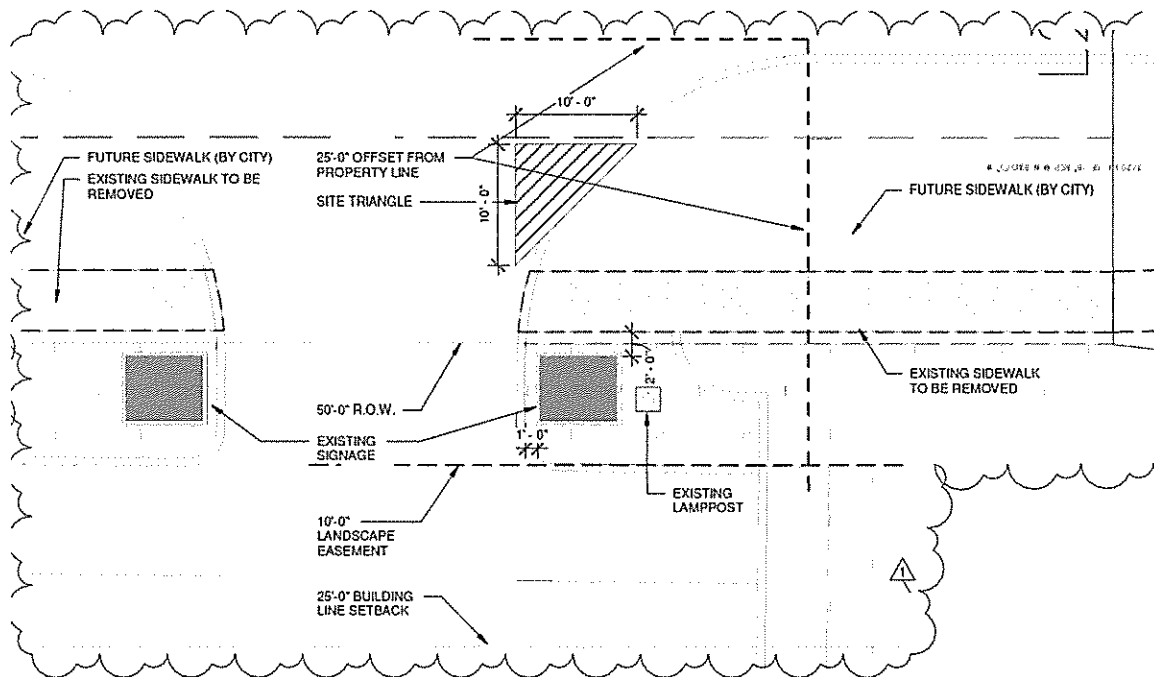 10'- 0"
FUTURE SIDEWALK (BY CITY)
EXISTING SIDEWALK TO BE
REMOVED
25'-0" OFFSET FROM
PROPERTY LINE
SITE TRIANGLE
10'- 0"
FUTURE SIDEWALK (BY CITY)
2'- 0"
EXISTING SIDEWALK
TO BE REMOVED
50'-0" R.O.W.
EXISTING
SIGNAGE
1'- 0"
EXISTING
LAMPPOST
10'-0"
LANDSCAPE
EASEMENT
25'-0" BUILDING
LINE SETBACK
1